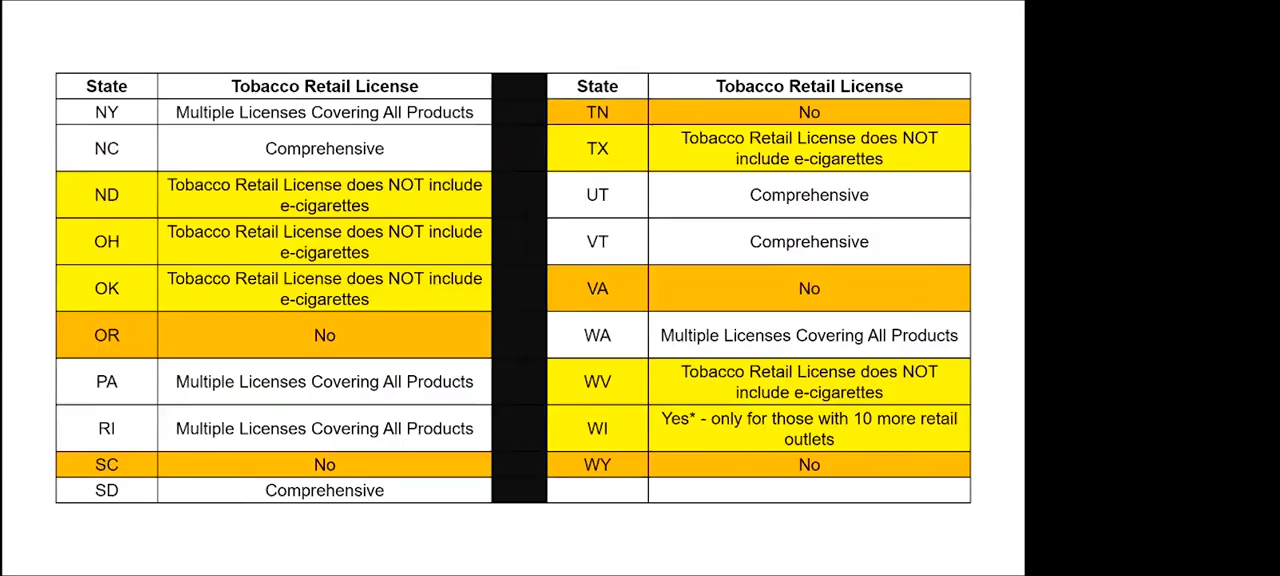 State Tobacco Retail License
NY Multiple Licenses Covering All Products
NC Comprehensive
ND Tobacco Retail License does NOT include
e-cigarettes
OH Tobacco Retail License does NOT include
e-cigarettes
OK Tobacco Retail License does NOT include
e-cigarettes
OR No
PA Multiple Licenses Covering All Products
RI Multiple Licenses Covering All Products
SC No
SD Comprehensive
State Tobacco Retail License
TN No
TX Tobacco Retail License does NOT
include e-cigarettes
UT Comprehensive
VT Comprehensive
VA No
WA Multiple Licenses Covering All Products
WV Tobacco Retail License does NOT
include e-cigarettes
WI Yes* - only for those with 10 more retail
outlets
WY No